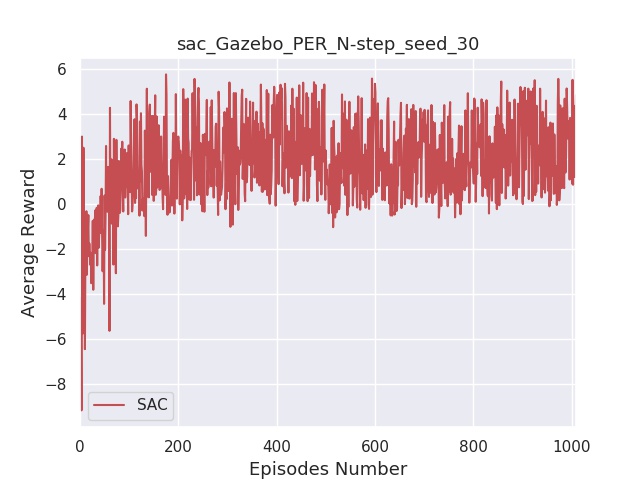 sac_Gazebo_PER_N-step_seed_30
6
4
2
0
−2
−4
−6
−8
Average Reward
SAC
0 200 400 600 800 1000
Episodes Number